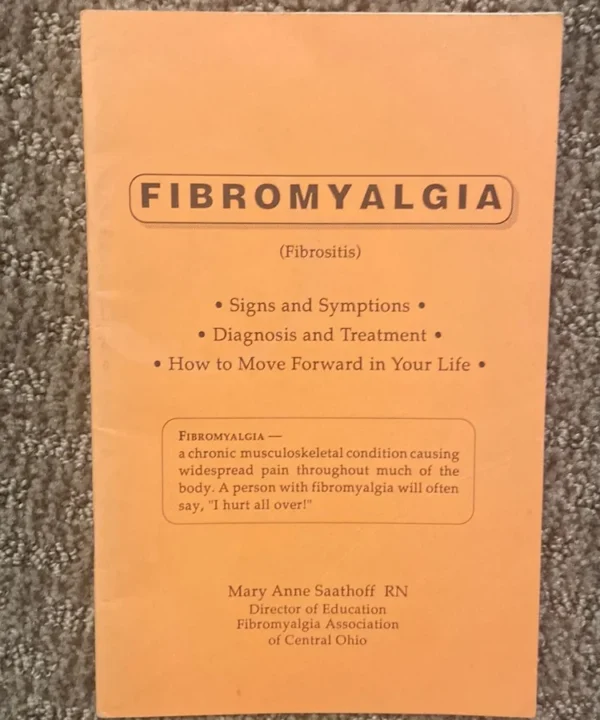 FIBROMYALGIA
(Fibrositis)
• Signs and Symptoms •
• Diagnosis and Treatment •
• How to Move Forward in Your Life •
FIBROMYALGIA —
a chronic musculoskeletal condition causing
widespread pain throughout much of the
body. A person with fibromyalgia will often
say, "I hurt all over!"
Mary Anne Saathoff RN
Director of Education
Fibromyalgia Association
of Central Ohio